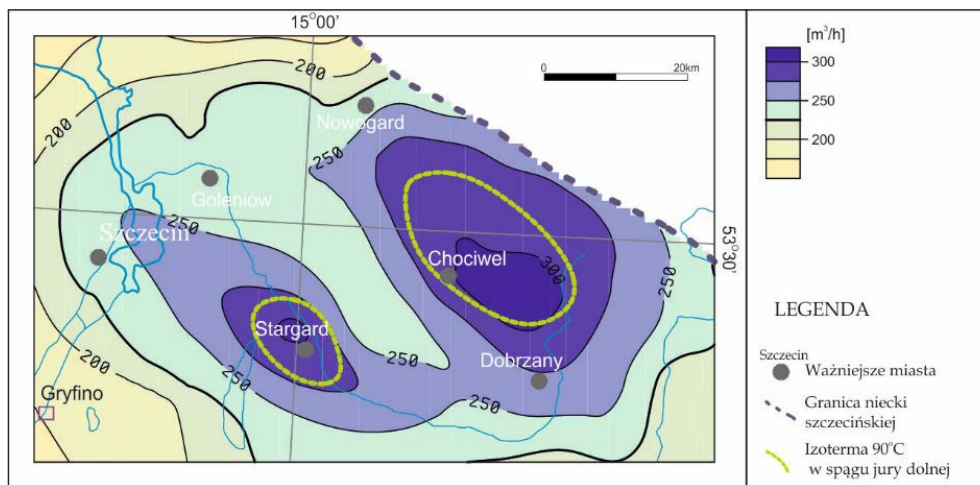 15°00'
200
200
250
250
250
250
250
250
200
300
0 20km
Nowogard
Goleniów
Szczecin
Chociwel
Stargard
Dobrzany
Gryfino
53°30'
[m³/h]
300
250
200
LEGENDA
Szczecin
Ważniejsze miasta
Granica niecki
szczecińskiej
Izoterma 90°C
w spągu jury dolnej